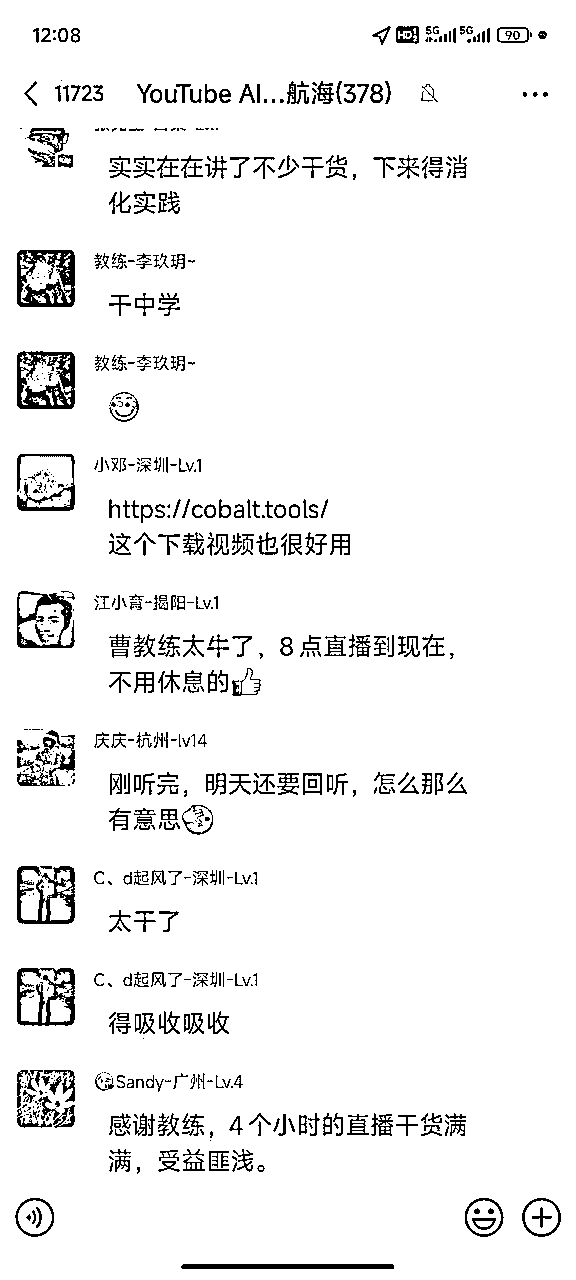 12:08
HD 5G 5G 90
11723 YouTube AI...航海(378)
实实在在讲了不少干货，下来得消
化实践
教练-李玖玥~
干中学
教练-李玖玥~
小邓-深圳-Lv.1
https://cobalt.tools/
这个下载视频也很好用
江小育-揭阳-Lv.1
曹教练太牛了，8点直播到现在，
不用休息的
庆庆-杭州-lv14
刚听完，明天还要回听，怎么那么
有意思
C、d起风了-深圳-Lv.1
太干了
C、d起风了-深圳-Lv.1
得吸收吸收
Sandy-广州-Lv.4
感谢教练，4个小时的直播干货满
满，受益匪浅。